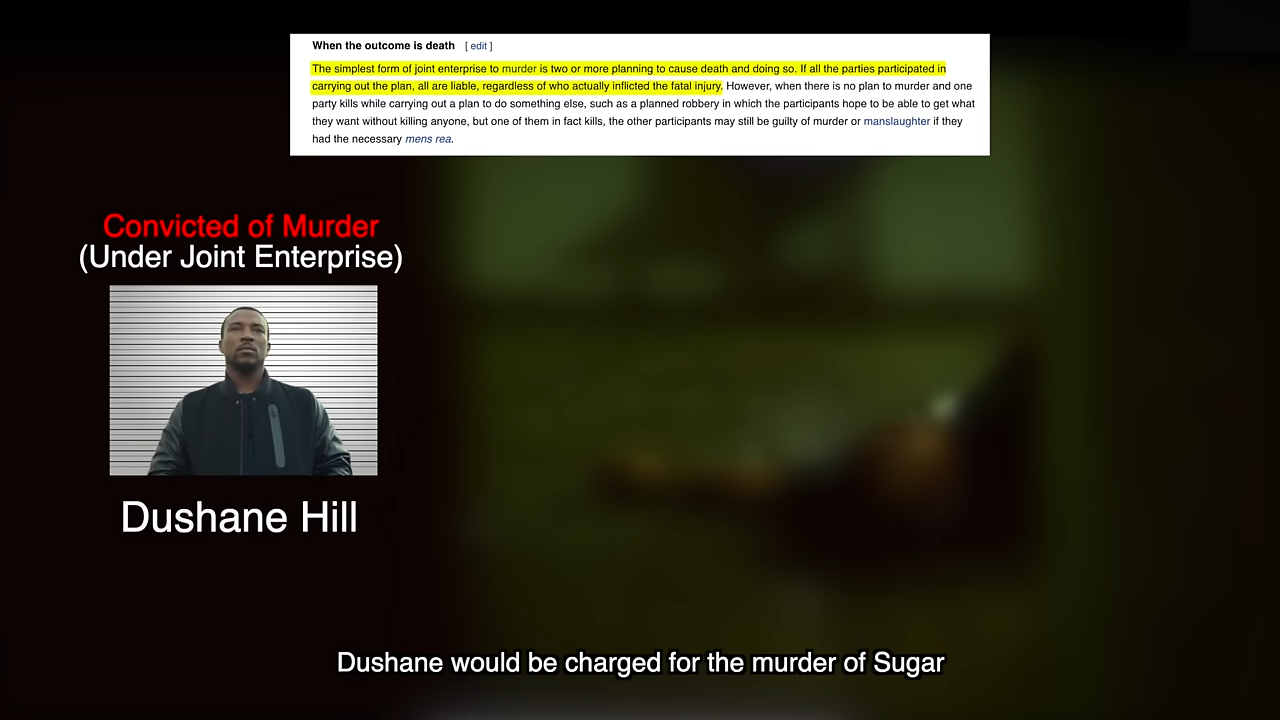 When the outcome is death [ edit ]
The simplest form of joint enterprise to murder is two or more planning to cause death and doing so. If all the parties participated in
carrying out the plan, all are liable, regardless of who actually inflicted the fatal injury. However, when there is no plan to murder and one
party kills while carrying out a plan to do something else, such as a planned robbery in which the participants hope to be able to get what
they want without killing anyone, but one of them in fact kills, the other participants may still be guilty of murder or manslaughter if they
had the necessary mens rea.
Convicted of Murder
(Under Joint Enterprise)
Dushane Hill
Dushane would be charged for the murder of Sugar